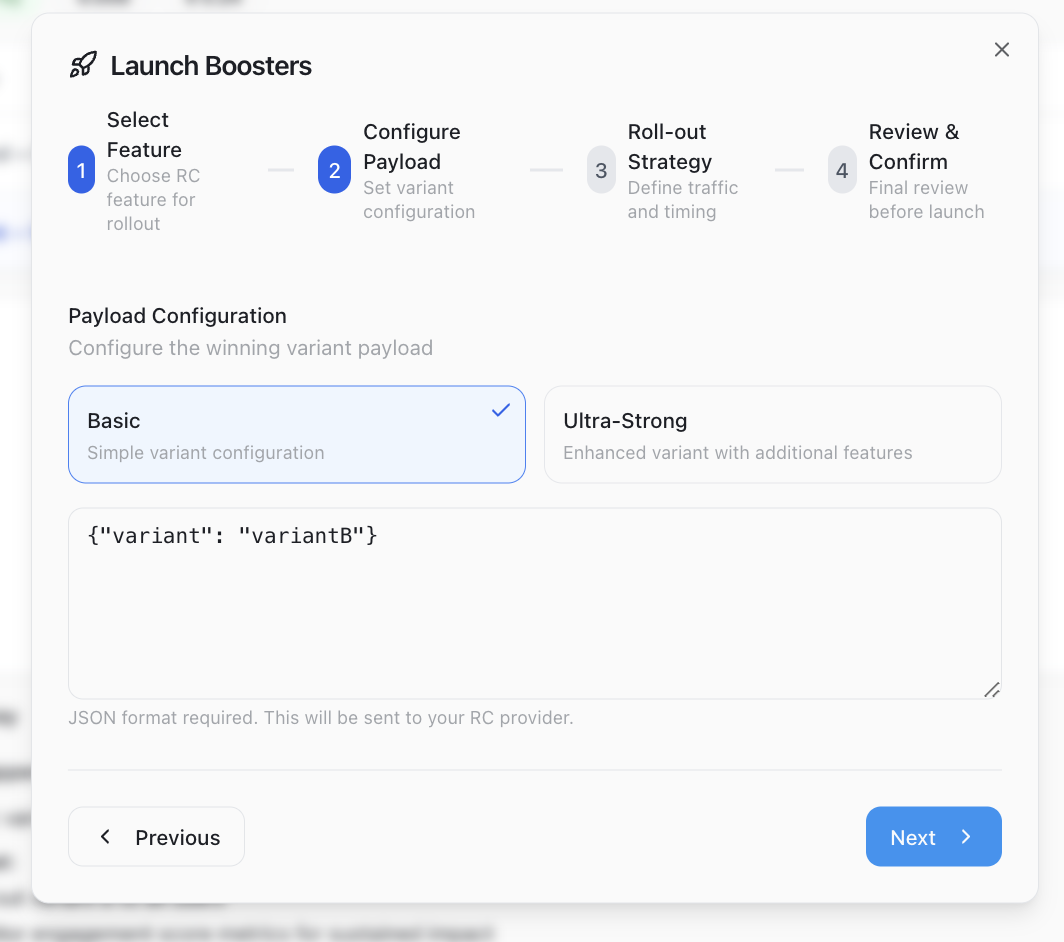 Launch Boosters
1
Select
Feature
Choose RC
feature for
rollout
2
Configure
Payload
Set variant
configuration
3
Roll-out
Strategy
Define traffic
and timing
4
Review &
Confirm
Final review
before launch
Payload Configuration
Configure the winning variant payload
Basic
Simple variant configuration
Ultra-Strong
Enhanced variant with additional features
{"variant": "variantB"}
JSON format required. This will be sent to your RC provider.
Previous
Next